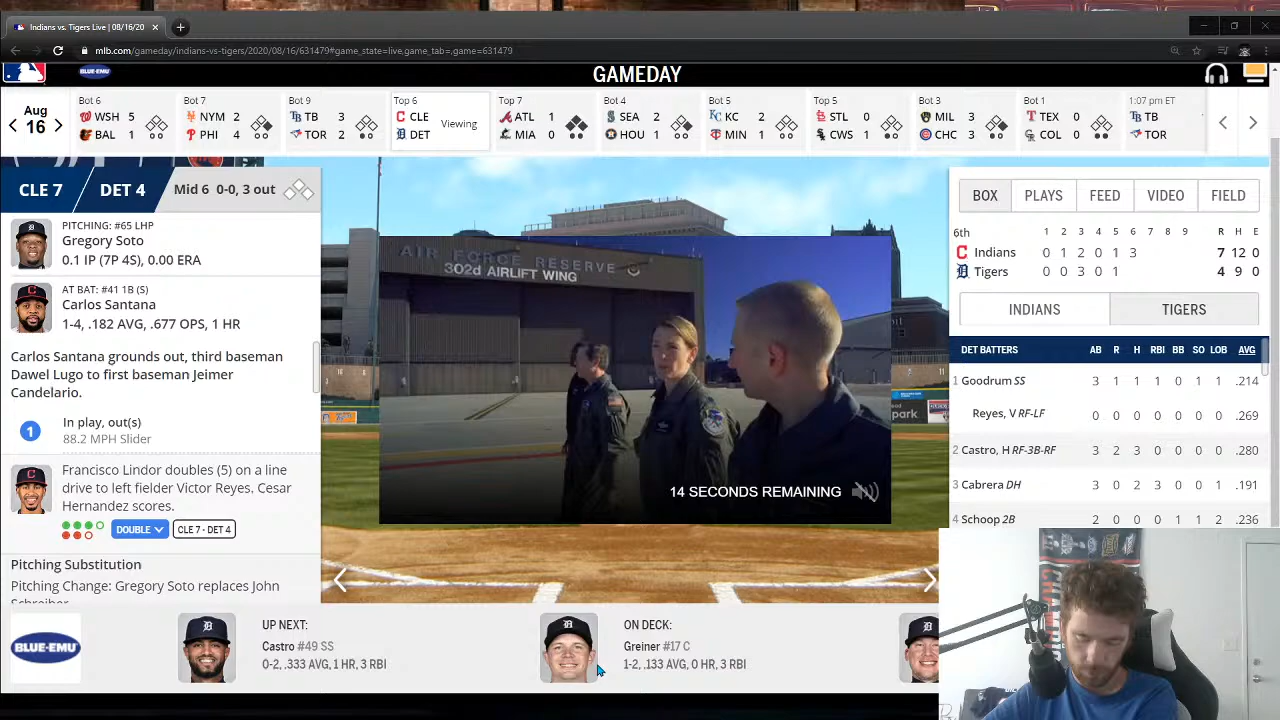 Indians vs. Tigers Live | 08/16/20
mlb.com/gameday/indians-vs-tigers/2020/08/16/631479#game_state=live,game_tab=,game=631479
BLUE-EMU
GAMEDAY
Aug
16
Bot 6
WSH 5
BAL 1
Bot 7
NYM 2
PHI 4
Bot 9
TB 3
TOR 2
Top 6
CLE
DET
Viewing
Top 7
ATL 1
MIA 0
Bot 4
SEA 2
HOU 1
Bot 5
KC 2
MIN 1
Top 5
STL 0
CWS 1
Bot 3
MIL 3
CHC 3
Bot 1
TEX 0
COL 0
1:07 pm ET
TB
TOR
CLE 7
DET 4
Mid 6 0-0, 3 out
PITCHING: #65 LHP
Gregory Soto
0.1 IP (7P 4S), 0.00 ERA
AT BAT: #41 1B (S)
Carlos Santana
1-4, .182 AVG, .677 OPS, 1 HR
Carlos Santana grounds out, third baseman
Dawel Lugo to first baseman Jeimer
Candelario.
1
In play, out(s)
88.2 MPH Slider
Francisco Lindor doubles (5) on a line
drive to left fielder Victor Reyes. Cesar
Hernandez scores.
DOUBLE
CLE 7 - DET 4
Pitching Substitution
Pitching Change: Gregory Soto replaces John
Schreiber.
AIR FORCE RESERVE
302d AIRLIFT WING
14 SECONDS REMAINING
park.
BOX PLAYS FEED VIDEO FIELD
6th 1 2 3 4 5 6 7 8 9 R H E
Indians 0 1 2 0 1 3 7 12 0
Tigers 0 0 3 0 1 4 9 0
INDIANS TIGERS
DET BATTERS AB R H RBI BB SO LOB AVG
1 Goodrum SS 3 1 1 1 0 1 1 .214
Reyes, V RF-LF 0 0 0 0 0 0 0 .269
2 Castro, H RF-3B-RF 3 2 3 0 0 0 0 .280
3 Cabrera DH 3 0 2 3 0 0 1 .191
4 Schoop 2B 2 0 0 0 1 1 2 .236
BLUE-EMU
UP NEXT:
Castro #49 SS
0-2, .333 AVG, 1 HR, 3 RBI
ON DECK:
Greiner #17 C
1-2, .133 AVG, 0 HR, 3 RBI